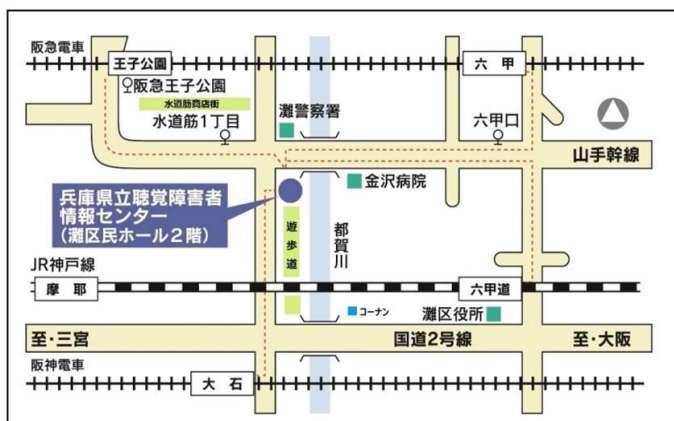 阪急電車
王子公園
六甲
阪急王子公園
水道筋商店街
水道筋1丁目
灘警察署
六甲口
山手幹線
金沢病院
兵庫県立聴覚障害者
情報センター
(灘区民ホール2階)
遊歩道
都賀川
JR神戸線
摩耶
六甲道
コーナン
灘区役所
至・三宮
国道2号線
至・大阪
阪神電車
大石